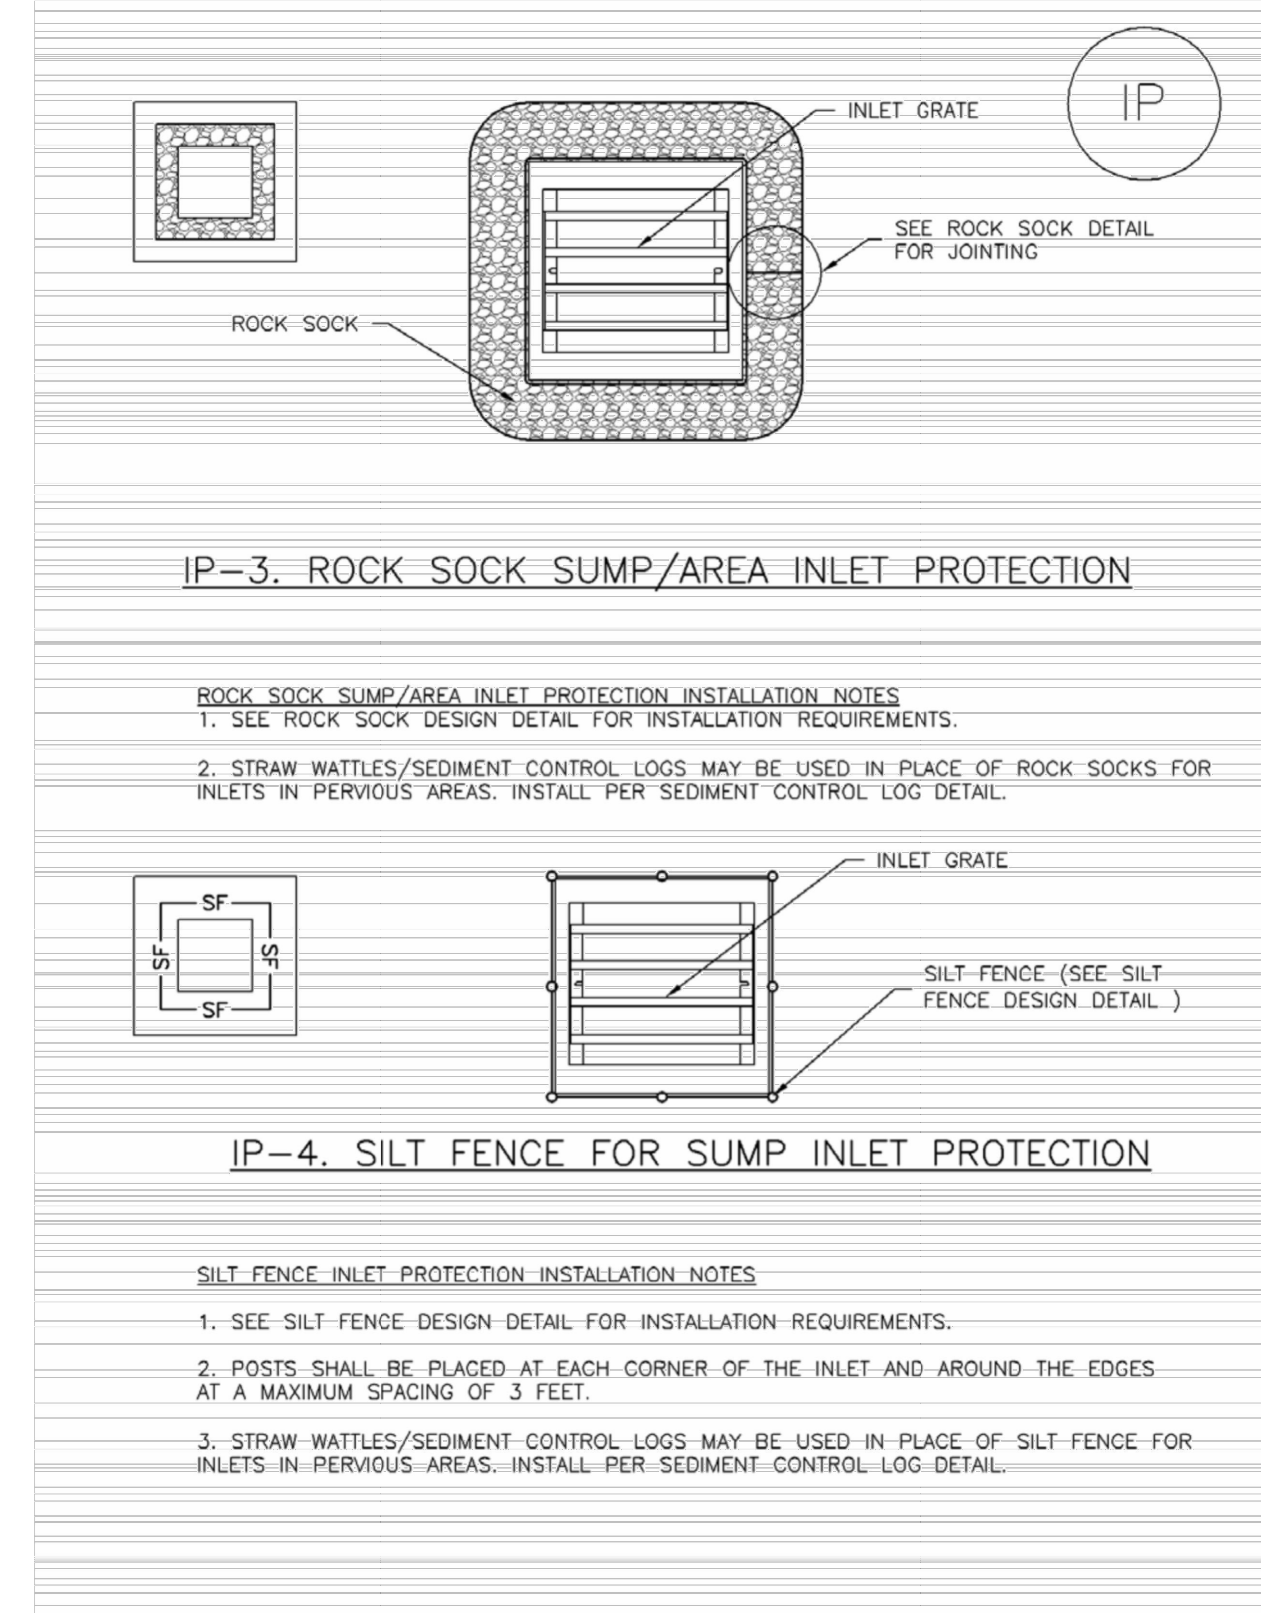 IP
INLET GRATE
SEE ROCK SOCK DETAIL
FOR JOINTING
ROCK SOCK
IP-3. ROCK SOCK SUMP/AREA INLET PROTECTION
ROCK SOCK SUMP/AREA INLET PROTECTION INSTALLATION NOTES
1. SEE ROCK SOCK DESIGN DETAIL FOR INSTALLATION REQUIREMENTS.
2. STRAW WATTLES/SEDIMENT CONTROL LOGS MAY BE USED IN PLACE OF ROCK SOCKS FOR
INLETS IN PERVIOUS AREAS. INSTALL PER SEDIMENT CONTROL LOG DETAIL.
INLET GRATE
SF
SF
SF
SF
SILT FENCE (SEE SILT
FENCE DESIGN DETAIL )
IP-4. SILT FENCE FOR SUMP INLET PROTECTION
SILT FENCE INLET PROTECTION INSTALLATION NOTES
1. SEE SILT FENCE DESIGN DETAIL FOR INSTALLATION REQUIREMENTS.
2. POSTS SHALL BE PLACED AT EACH CORNER OF THE INLET AND AROUND THE EDGES
AT A MAXIMUM SPACING OF 3 FEET.
3. STRAW WATTLES/SEDIMENT CONTROL LOGS MAY BE USED IN PLACE OF SILT FENCE FOR
INLETS IN PERVIOUS AREAS. INSTALL PER SEDIMENT CONTROL LOG DETAIL.